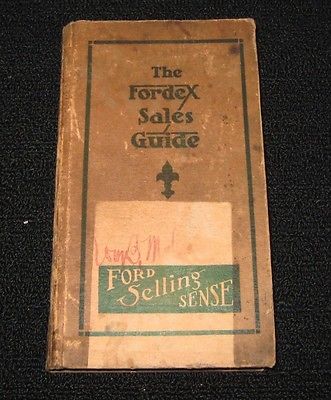 The
Fordex
Sales
Guide
FORD
Selling
SENSE